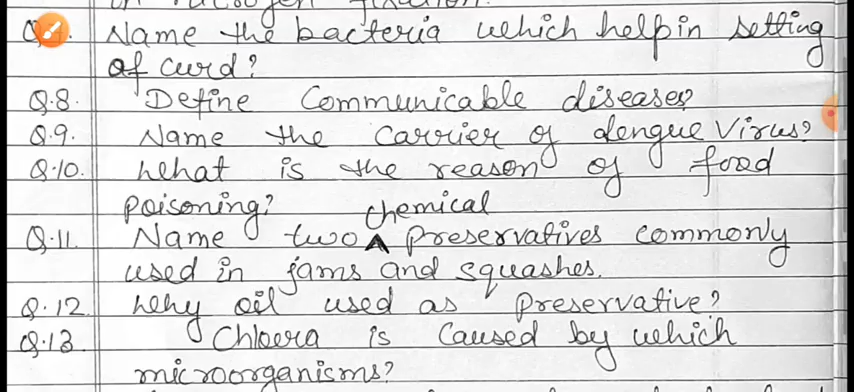 Name the bacteria which help in setting
of curd?
Q.8. Define Communicable diseases?
Q.9. Name the carrier of dengue Virus?
Q.10. What is the reason of food
poisoning? chemical
Q.11. Name two ^ preservatives commonly
used in jams and squashes.
Q.12 Why oil used as preservative?
Q.13 Chloera is Caused by which
microorganisms?